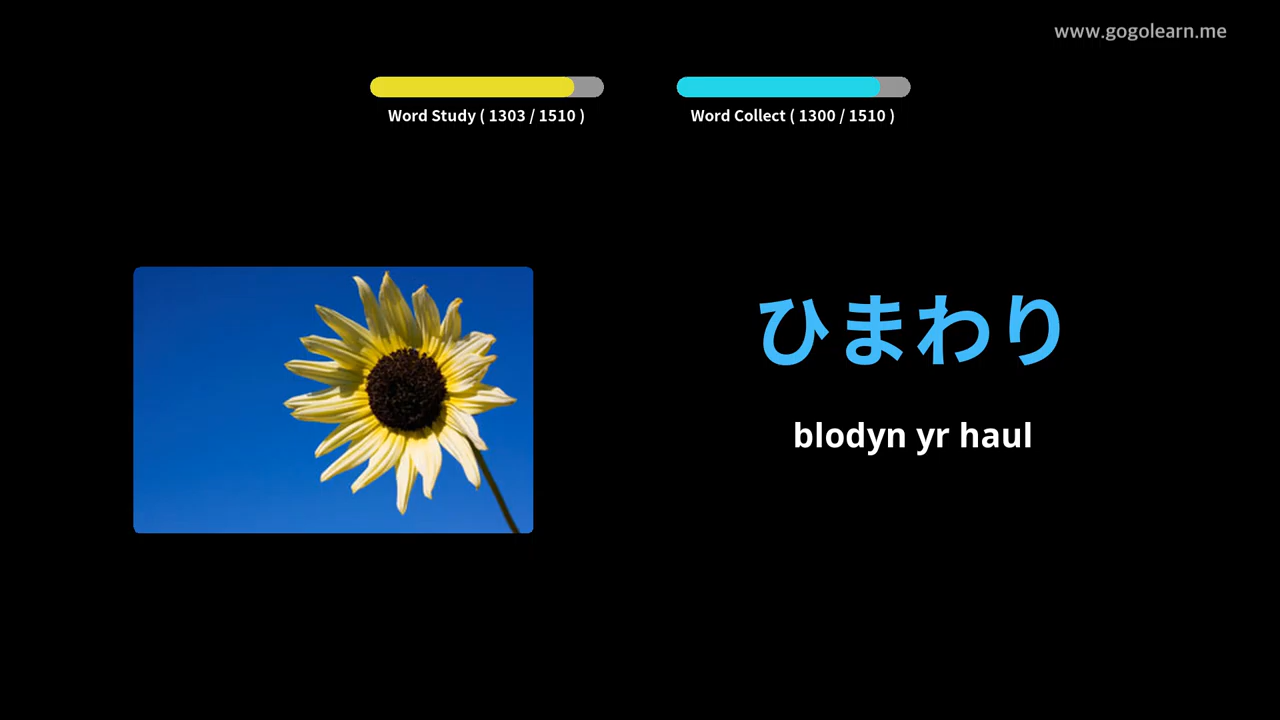 www.gogolearn.me
Word Study ( 1303 / 1510 )
Word Collect ( 1300 / 1510 )
ひまわり
blodyn yr haul